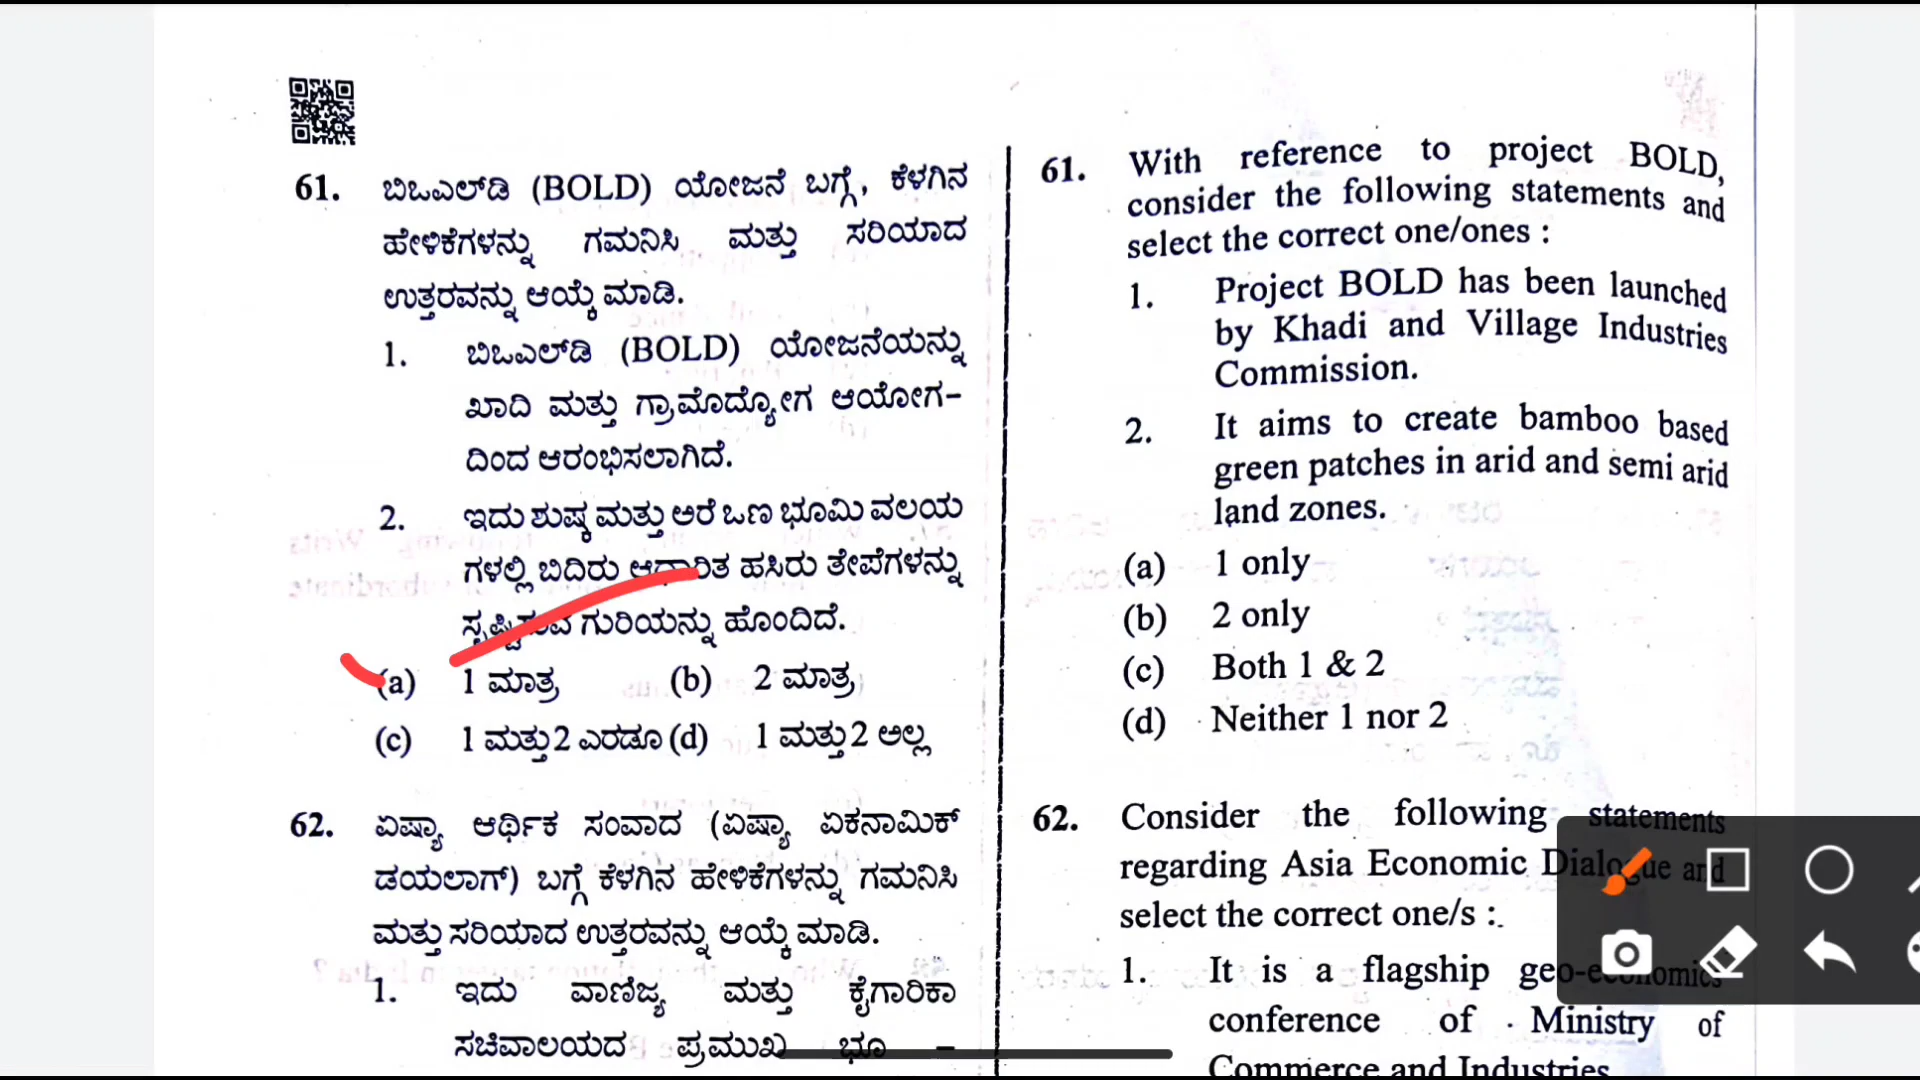 61. ಬಿಒಎಲ್‌ಡಿ (BOLD) ಯೋಜನೆ ಬಗ್ಗೆ, ಕೆಳಗಿನ
ಹೇಳಿಕೆಗಳನ್ನು ಗಮನಿಸಿ ಮತ್ತು ಸರಿಯಾದ
ಉತ್ತರವನ್ನು ಆಯ್ಕೆ ಮಾಡಿ.
1. ಬಿಒಎಲ್‌ಡಿ (BOLD) ಯೋಜನೆಯನ್ನು
ಖಾದಿ ಮತ್ತು ಗ್ರಾಮೊದ್ಯೋಗ ಆಯೋಗ-
ದಿಂದ ಆರಂಭಿಸಲಾಗಿದೆ.
2. ಇದು ಶುಷ್ಕ ಮತ್ತು ಅರೆ ಒಣ ಭೂಮಿ ವಲಯ
ಗಳಲ್ಲಿ ಬಿದಿರು ಆಧಾರಿತ ಹಸಿರು ತೇಪೆಗಳನ್ನು
ಸೃಷ್ಟಿಸುವ ಗುರಿಯನ್ನು ಹೊಂದಿದೆ.
(a) 1 ಮಾತ್ರ (b) 2 ಮಾತ್ರ
(c) 1 ಮತ್ತು 2 ಎರಡೂ (d) 1 ಮತ್ತು 2 ಅಲ್ಲ
62. ಏಷ್ಯಾ ಆರ್ಥಿಕ ಸಂವಾದ (ಏಷ್ಯಾ ಏಕನಾಮಿಕ್
ಡಯಲಾಗ್) ಬಗ್ಗೆ ಕೆಳಗಿನ ಹೇಳಿಕೆಗಳನ್ನು ಗಮನಿಸಿ
ಮತ್ತು ಸರಿಯಾದ ಉತ್ತರವನ್ನು ಆಯ್ಕೆ ಮಾಡಿ.
1. ಇದು ವಾಣಿಜ್ಯ ಮತ್ತು ಕೈಗಾರಿಕಾ
ಸಚಿವಾಲಯದ ಪ್ರಮುಖ ಭೂ –
61. With reference to project BOLD,
consider the following statements and
select the correct one/ones :
1. Project BOLD has been launched
by Khadi and Village Industries
Commission.
2. It aims to create bamboo based
green patches in arid and semi arid
land zones.
(a) 1 only
(b) 2 only
(c) Both 1 & 2
(d) Neither 1 nor 2
62. Consider the following statements
regarding Asia Economic Dialogue and
select the correct one/s :
1. It is a flagship geo-economics
conference of Ministry of
Commerce and Industries